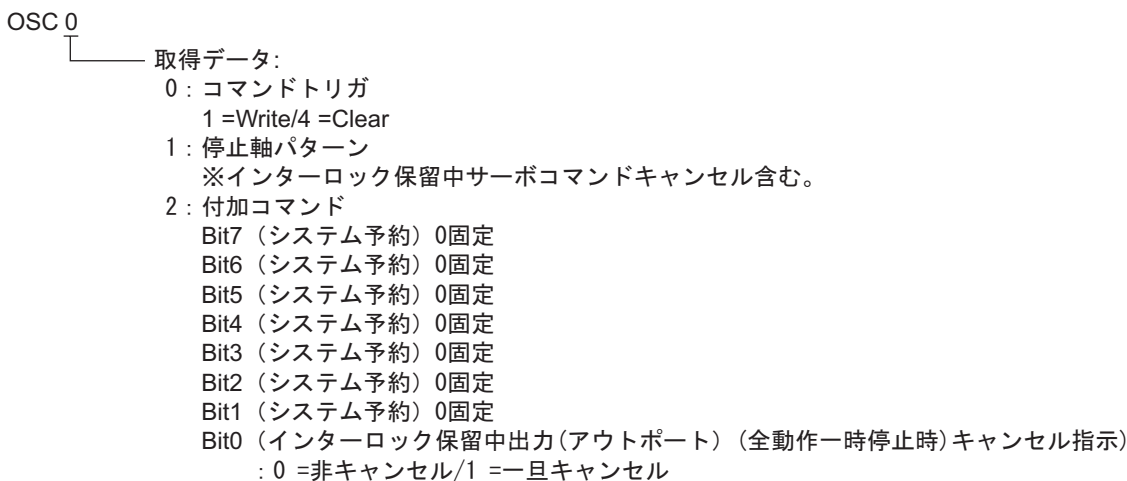 OSC 0
取得データ:
0：コマンドトリガ
1 =Write/4 =Clear
1：停止軸パターン
※インターロック保留中サーボコマンドキャンセル含む。
2：付加コマンド
Bit7（システム予約）0固定
Bit6（システム予約）0固定
Bit5（システム予約）0固定
Bit4（システム予約）0固定
Bit3（システム予約）0固定
Bit2（システム予約）0固定
Bit1（システム予約）0固定
Bit0（インターロック保留中出力(アウトポート）(全動作一時停止時)キャンセル指示)
：0 =非キャンセル/1 =一旦キャンセル